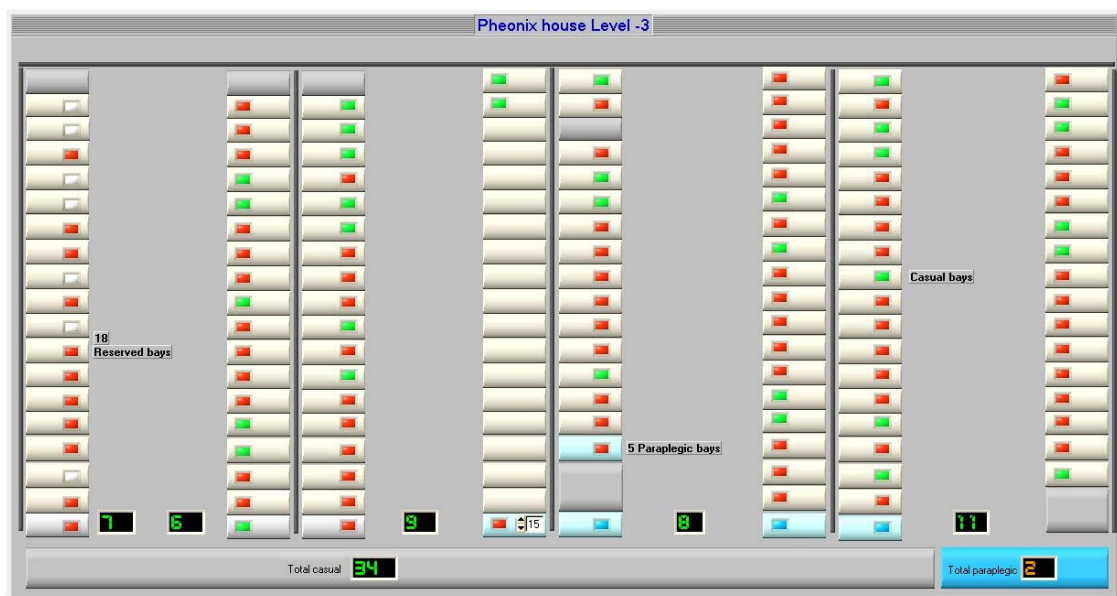 Pheonix house Level -3
18
Reserved bays
Casual bays
5 Paraplegic bays
7
6
9
15
8
11
Total casual 34
Total paraplegic 2